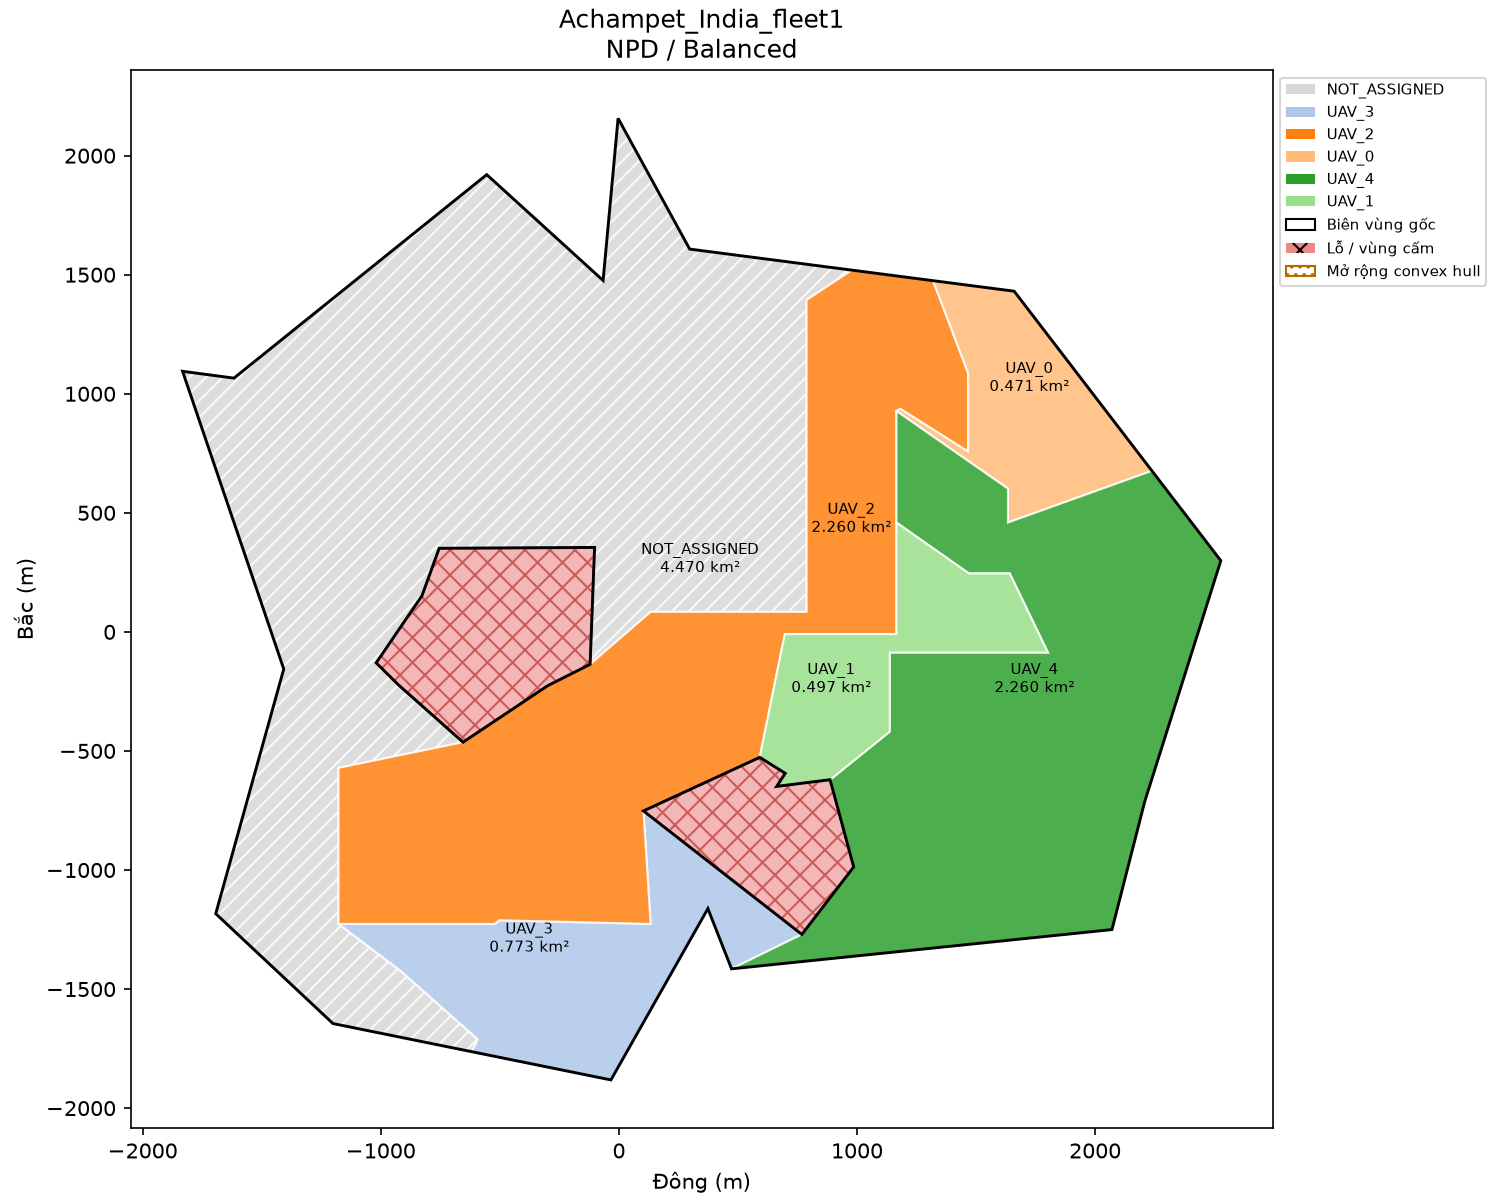 Achampet_India_fleet1
NPD / Balanced
NOT_ASSIGNED
UAV_3
UAV_2
UAV_0
UAV_4
UAV_1
Biên vùng gốc
Lỗ / vùng cấm
Mở rộng convex hull
UAV_0
0.471 km²
UAV_2
2.260 km²
NOT_ASSIGNED
4.470 km²
UAV_1
0.497 km²
UAV_4
2.260 km²
UAV_3
0.773 km²
2000
1500
1000
500
0
−500
−1000
−1500
−2000
Bắc (m)
−2000
−1000
0
1000
2000
Đông (m)